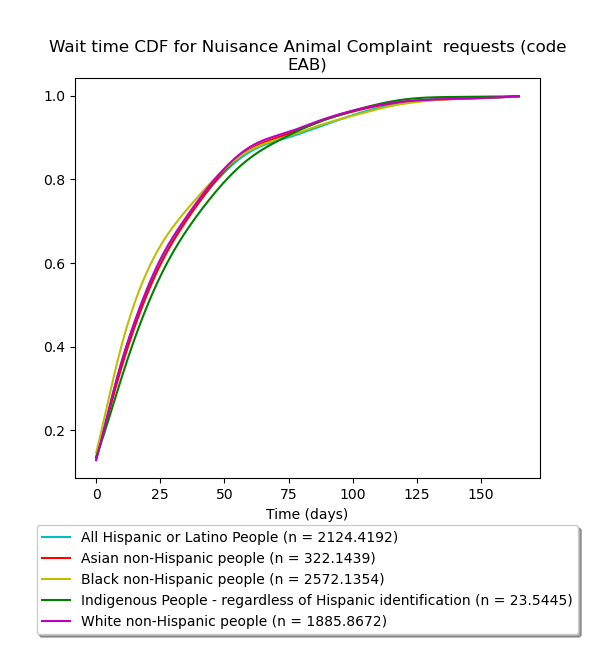 Wait time CDF for Nuisance Animal Complaint  requests (code
EAB)
1.0
0.8
0.6
0.4
0.2
0 25 50 75 100 125 150
Time (days)
All Hispanic or Latino People (n = 2124.4192)
Asian non-Hispanic people (n = 322.1439)
Black non-Hispanic people (n = 2572.1354)
Indigenous People - regardless of Hispanic identification (n = 23.5445)
White non-Hispanic people (n = 1885.8672)